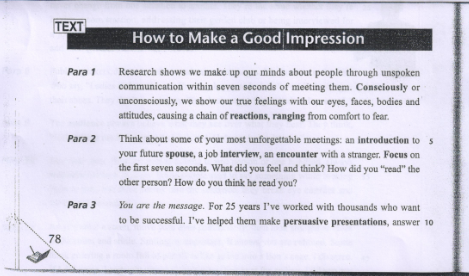 TEXT
How to Make a Good Impression
Para 1 Research shows we make up our minds about people through unspoken
communication within seven seconds of meeting them. Consciously or
unconsciously, we show our true feelings with our eyes, faces, bodies and
attitudes, causing a chain of reactions, ranging from comfort to fear.
Para 2 Think about some of your most unforgettable meetings: an introduction to 5
your future spouse, a job interview, an encounter with a stranger. Focus on
the first seven seconds. What did you feel and think? How did you "read" the
other person? How do you think he read you?
Para 3 You are the message. For 25 years I've worked with thousands who want
to be successful. I've helped them make persuasive presentations, answer 10
78